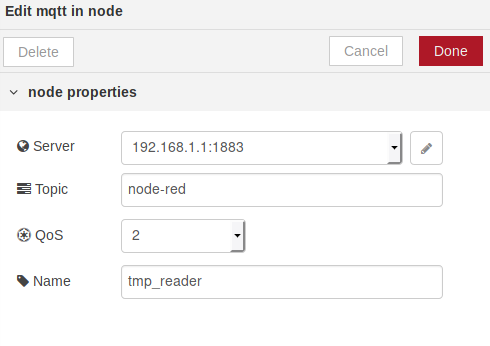 Edit mqtt in node
Delete Cancel Done
node properties
Server 192.168.1.1:1883
Topic node-red
QoS 2
Name tmp_reader